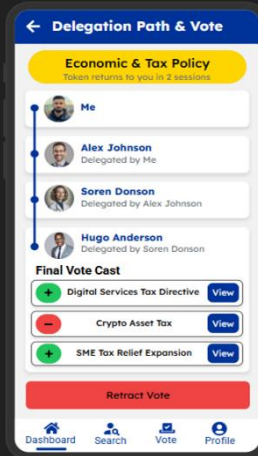 Delegation Path & Vote
Economic & Tax Policy
Token returns to you in 2 sessions
Me
Alex Johnson
Delegated by Me
Soren Donson
Delegated by Alex Johnson
Hugo Anderson
Delegated by Soren Donson
Final Vote Cast
Digital Services Tax Directive View
Crypto Asset Tax View
SME Tax Relief Expansion View
Retract Vote
Dashboard Search Vote Profile